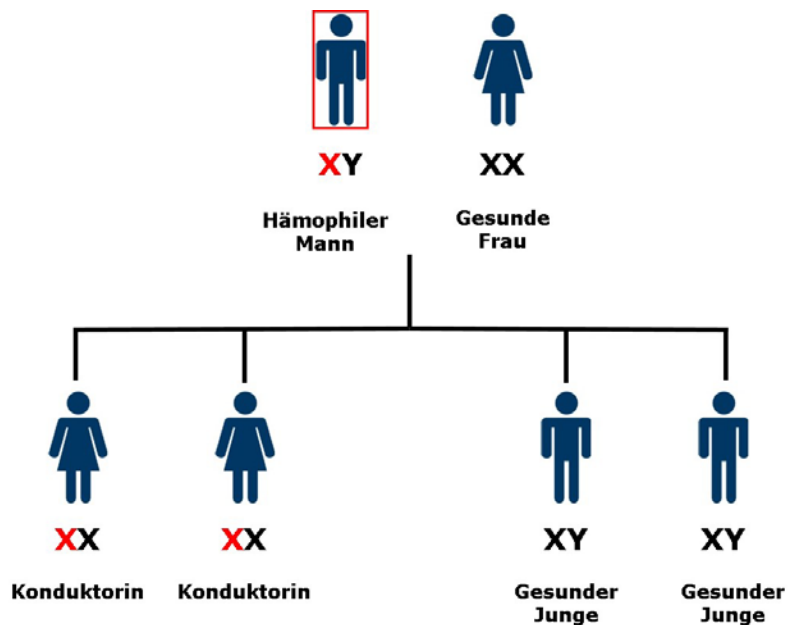 XY
XX
Hämophiler
Mann
Gesunde
Frau
XX
XX
XY
XY
Konduktorin
Konduktorin
Gesunder
Junge
Gesunder
Junge